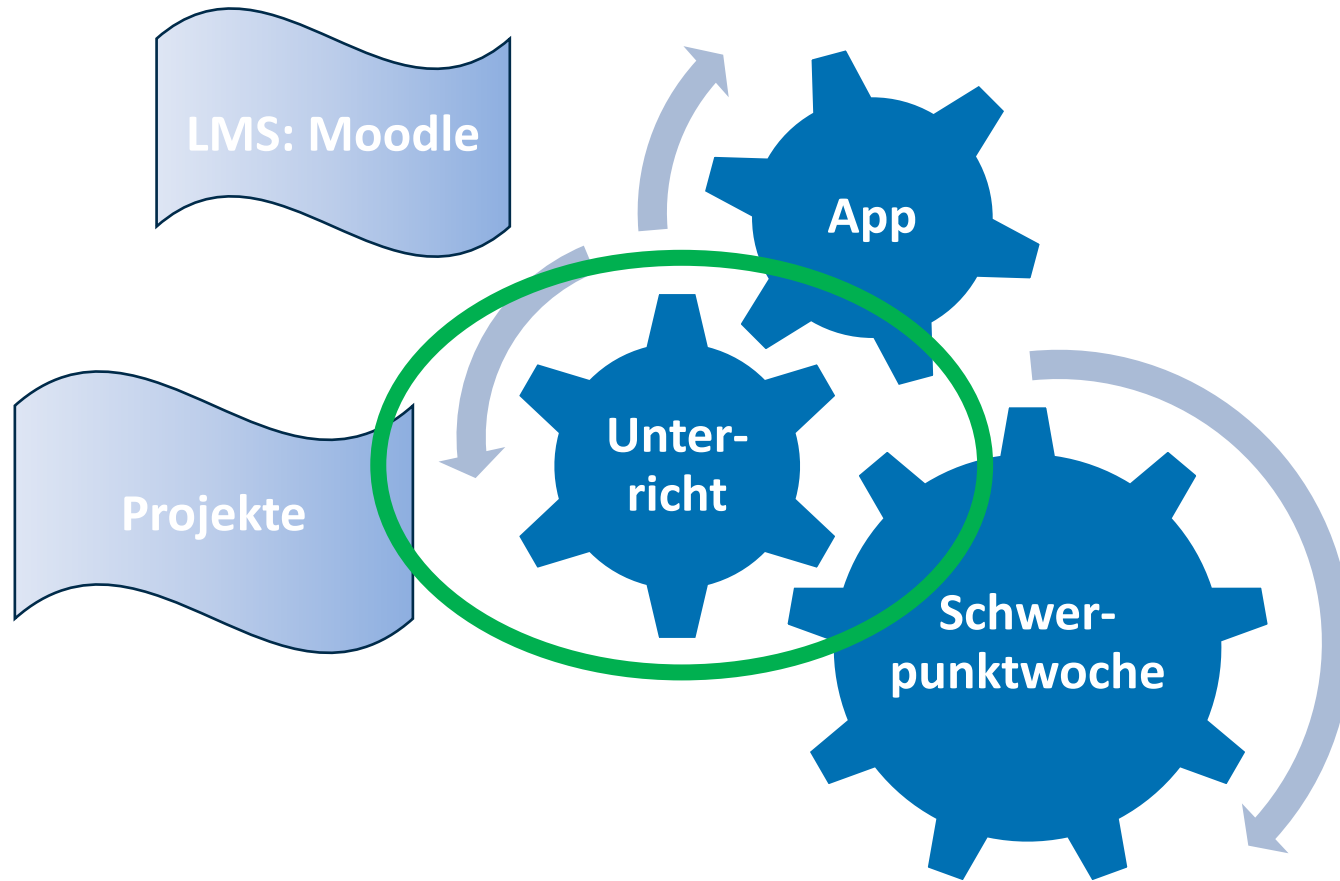 LMS: Moodle
App
Unter-
richt
Projekte
Schwer-
punktwoche